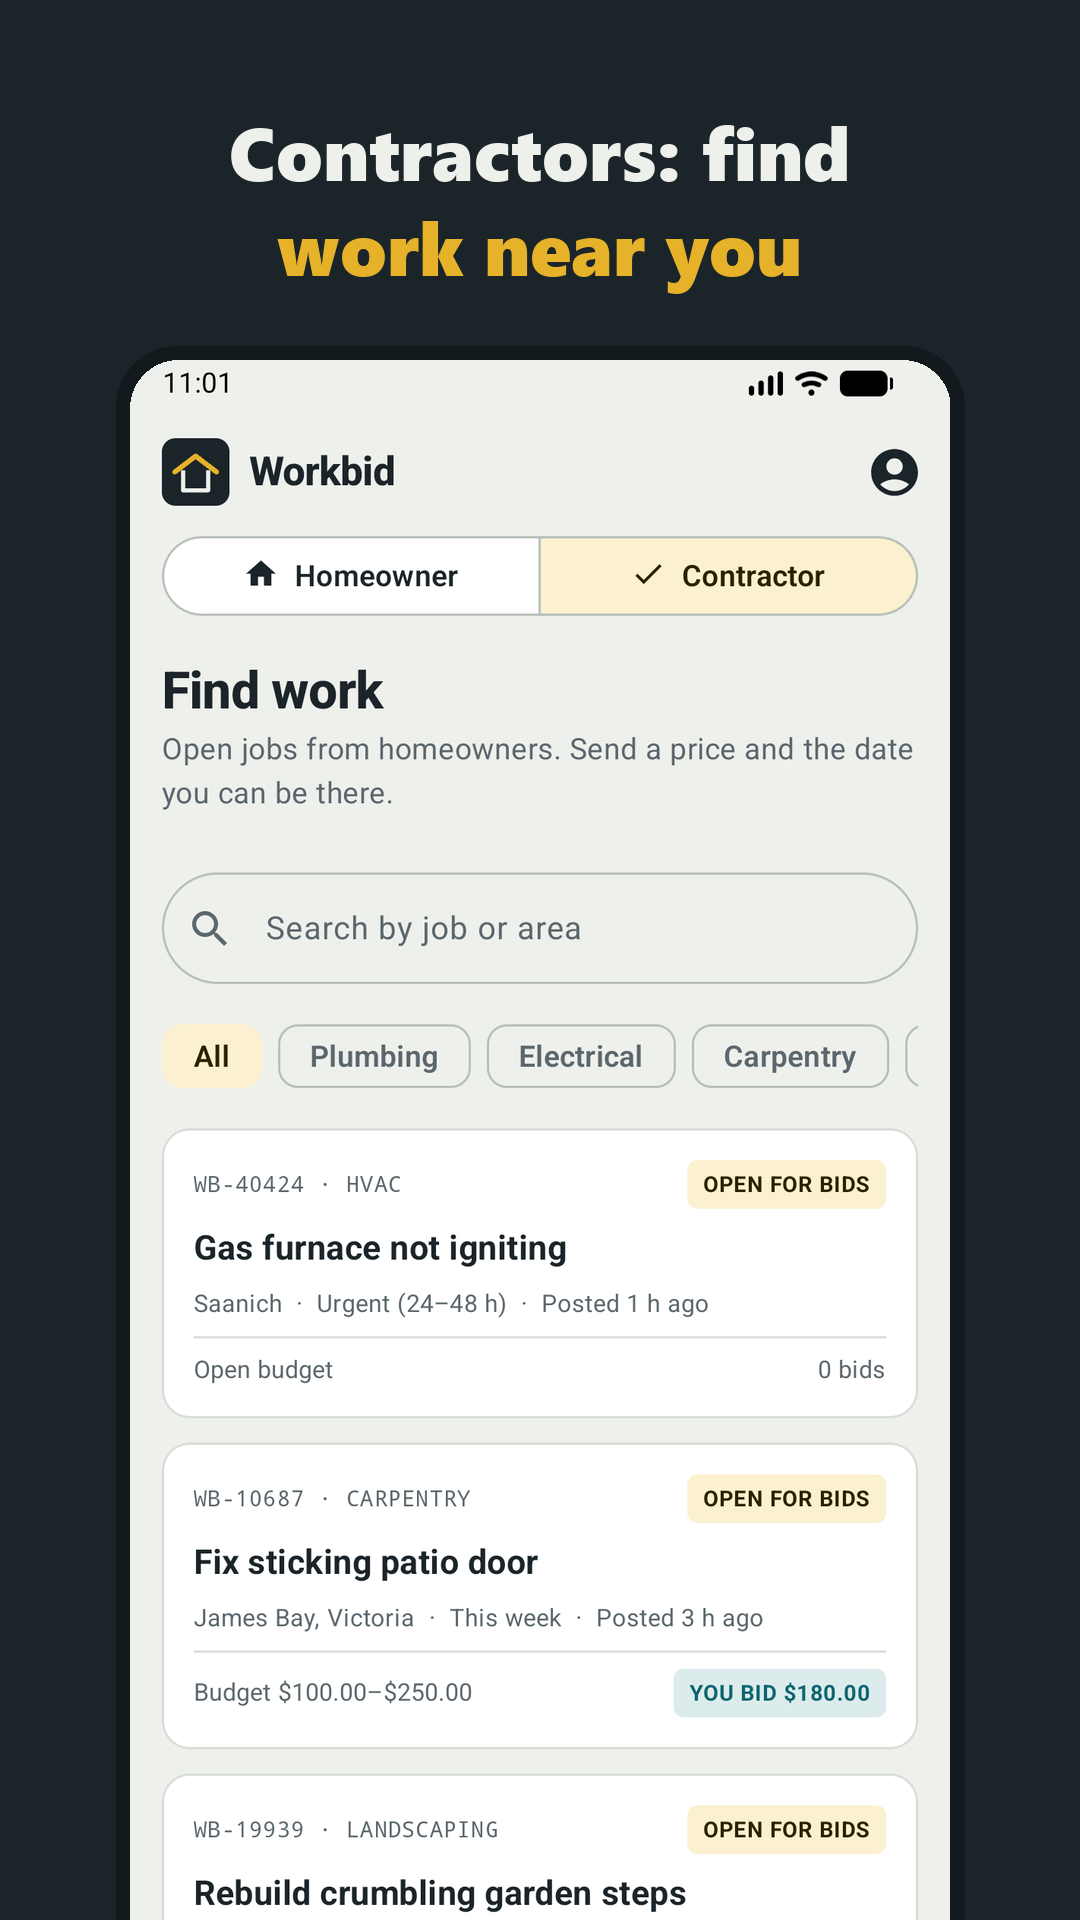 Contractors: find
work near you
11:01
Workbid
Homeowner
Contractor
Find work
Open jobs from homeowners. Send a price and the date
you can be there.
Search by job or area
All
Plumbing
Electrical
Carpentry
WB-40424 · HVAC
OPEN FOR BIDS
Gas furnace not igniting
Saanich · Urgent (24–48 h) · Posted 1 h ago
Open budget
0 bids
WB-10687 · CARPENTRY
OPEN FOR BIDS
Fix sticking patio door
James Bay, Victoria · This week · Posted 3 h ago
Budget $100.00–$250.00
YOU BID $180.00
WB-19939 · LANDSCAPING
OPEN FOR BIDS
Rebuild crumbling garden steps